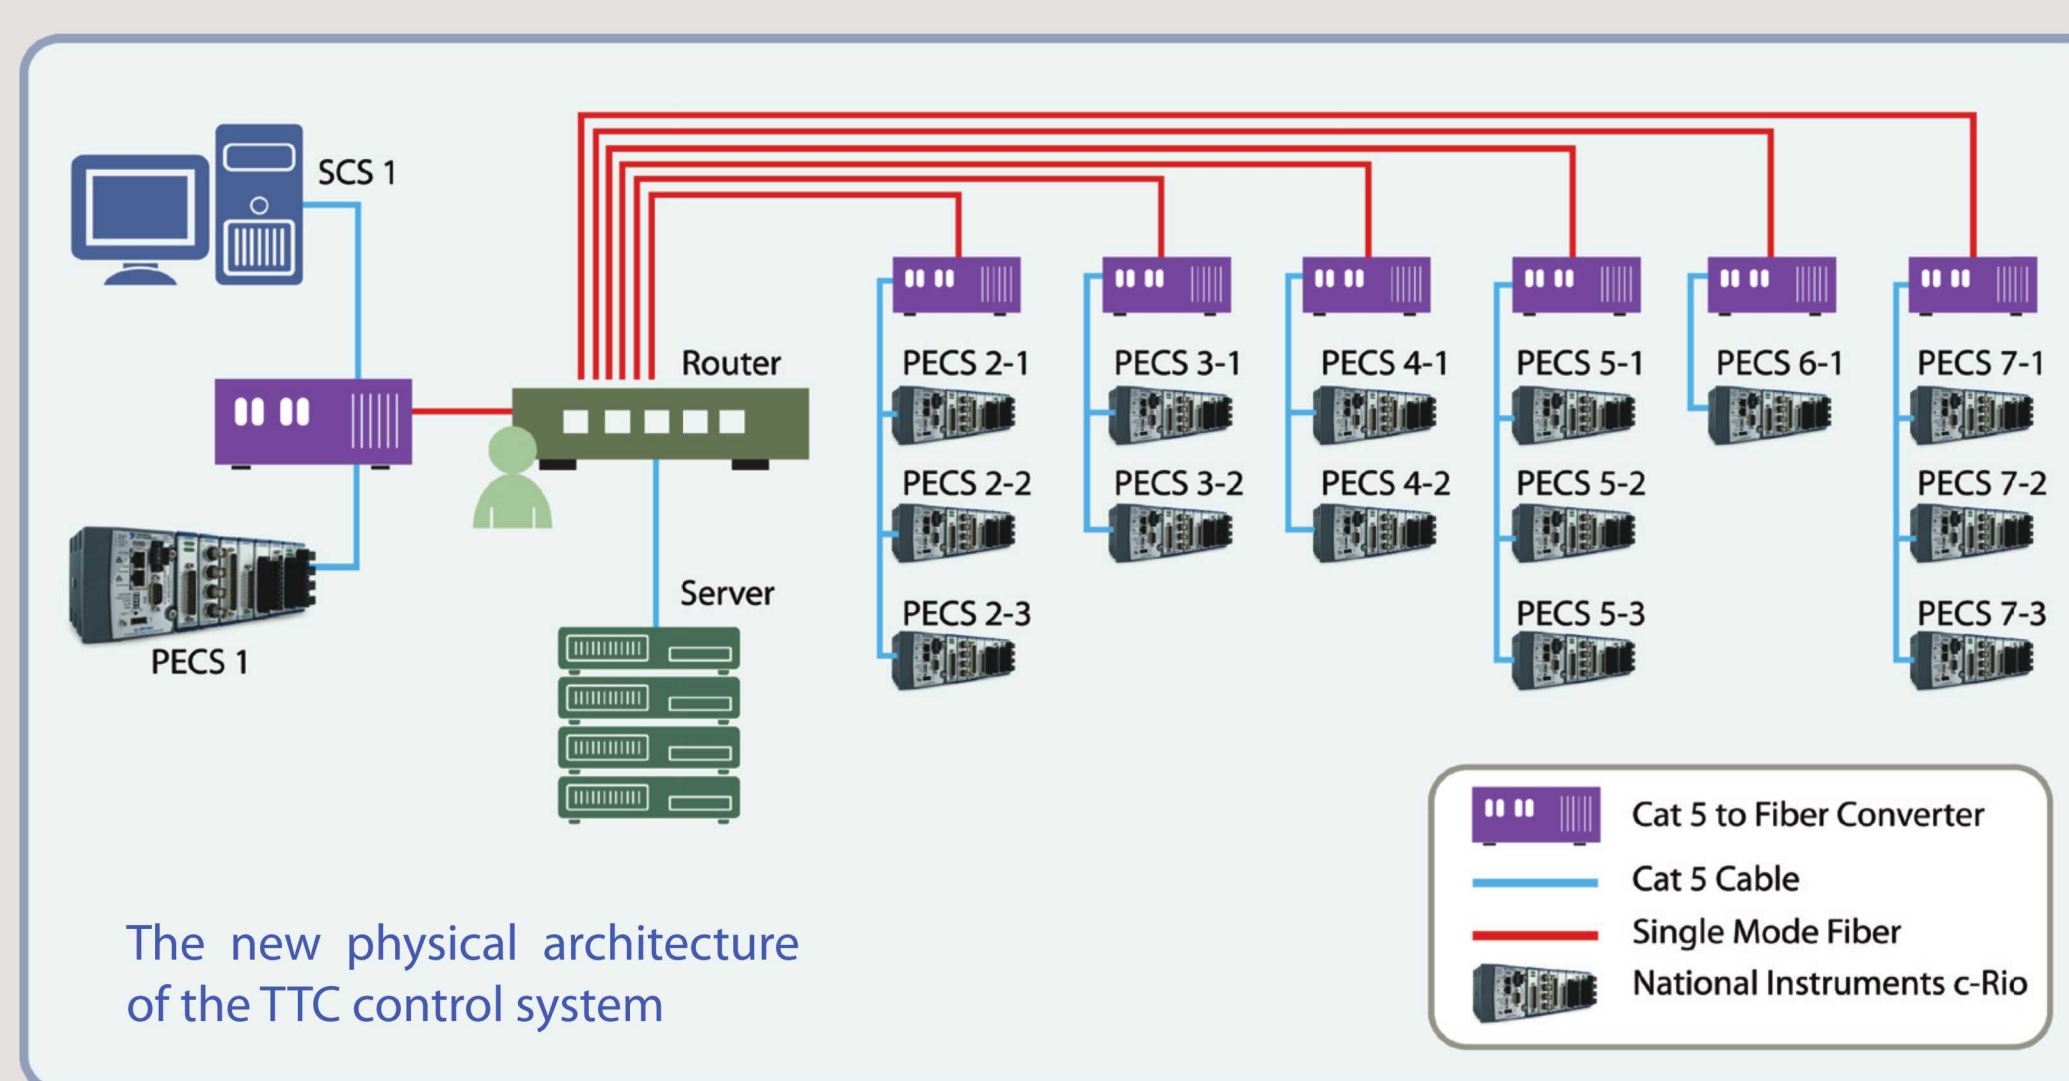 SCS 1
Router
PECS 1
Server
PECS 2-1
PECS 3-1
PECS 4-1
PECS 5-1
PECS 6-1
PECS 7-1
PECS 2-2
PECS 3-2
PECS 4-2
PECS 5-2
PECS 7-2
PECS 2-3
PECS 5-3
PECS 7-3
Cat 5 to Fiber Converter
Cat 5 Cable
Single Mode Fiber
National Instruments c-Rio
The new physical architecture
of the TTC control system